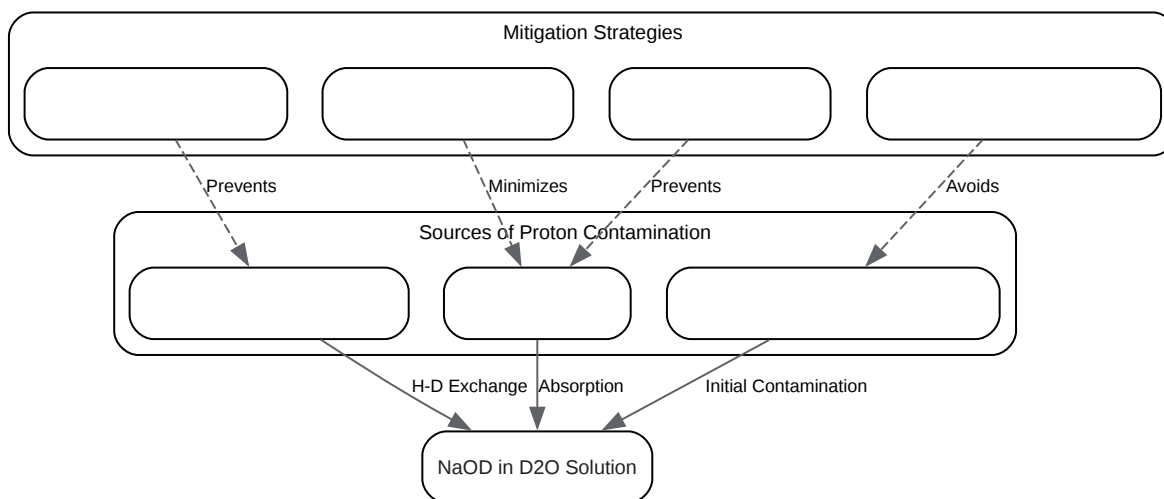 Mitigation Strategies
Prevents
Minimizes
Prevents
Avoids
Sources of Proton Contamination
H-D Exchange
Absorption
Initial Contamination
NaOD in D2O Solution